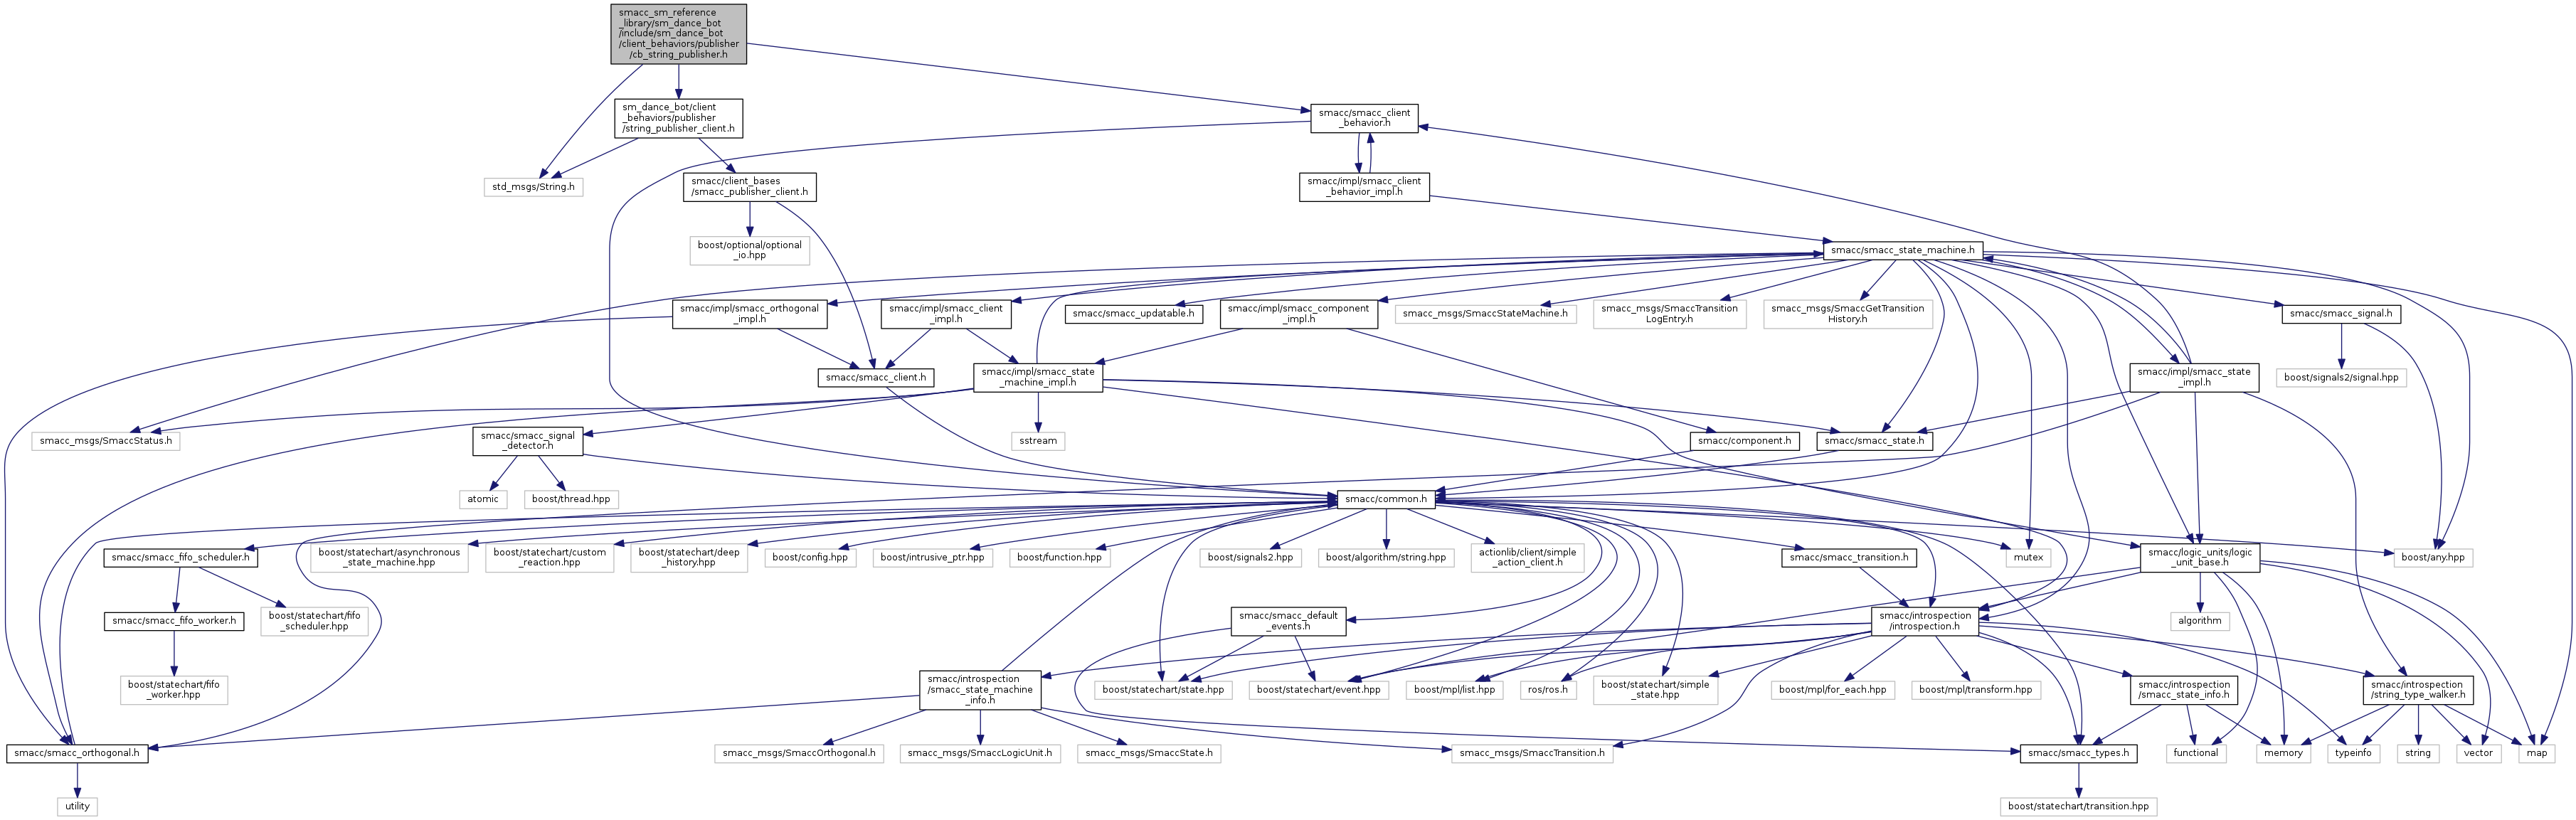 smacc_sm_reference
_library/sm_dance_bot
/include/sm_dance_bot
/client_behaviors/publisher
/cb_string_publisher.h
sm_dance_bot/client
_behaviors/publisher
/string_publisher_client.h
smacc/smacc_client
_behavior.h
std_msgs/String.h
smacc/client_bases
/smacc_publisher_client.h
smacc/impl/smacc_client
_behavior_impl.h
boost/optional/optional
_io.hpp
smacc/smacc_state_machine.h
smacc/impl/smacc_orthogonal
_impl.h
smacc/impl/smacc_client
_impl.h
smacc/smacc_updatable.h
smacc/impl/smacc_component
_impl.h
smacc_msgs/SmaccStateMachine.h
smacc_msgs/SmaccTransition
LogEntry.h
smacc_msgs/SmaccGetTransition
History.h
smacc/smacc_signal.h
smacc/smacc_client.h
smacc/impl/smacc_state
_machine_impl.h
smacc/impl/smacc_state
_impl.h
boost/signals2/signal.hpp
smacc_msgs/SmaccStatus.h
smacc/smacc_signal
_detector.h
sstream
smacc/component.h
smacc/smacc_state.h
atomic
boost/thread.hpp
smacc/common.h
smacc/smacc_fifo_scheduler.h
boost/statechart/asynchronous
_state_machine.hpp
boost/statechart/custom
_reaction.hpp
boost/statechart/deep
_history.hpp
boost/config.hpp
boost/intrusive_ptr.hpp
boost/function.hpp
boost/signals2.hpp
boost/algorithm/string.hpp
actionlib/client/simple
_action_client.h
smacc/smacc_transition.h
mutex
smacc/logic_units/logic
_unit_base.h
boost/any.hpp
smacc/smacc_fifo_worker.h
boost/statechart/fifo
_scheduler.hpp
smacc/smacc_default
_events.h
smacc/introspection
/introspection.h
algorithm
boost/statechart/fifo
_worker.hpp
smacc/introspection
/smacc_state_machine
_info.h
boost/statechart/state.hpp
boost/statechart/event.hpp
boost/mpl/list.hpp
ros/ros.h
boost/statechart/simple
_state.hpp
boost/mpl/for_each.hpp
boost/mpl/transform.hpp
smacc/introspection
/smacc_state_info.h
smacc/introspection
/string_type_walker.h
smacc/smacc_orthogonal.h
smacc_msgs/SmaccOrthogonal.h
smacc_msgs/SmaccLogicUnit.h
smacc_msgs/SmaccState.h
smacc_msgs/SmaccTransition.h
smacc/smacc_types.h
functional
memory
typeinfo
string
vector
map
utility
boost/statechart/transition.hpp